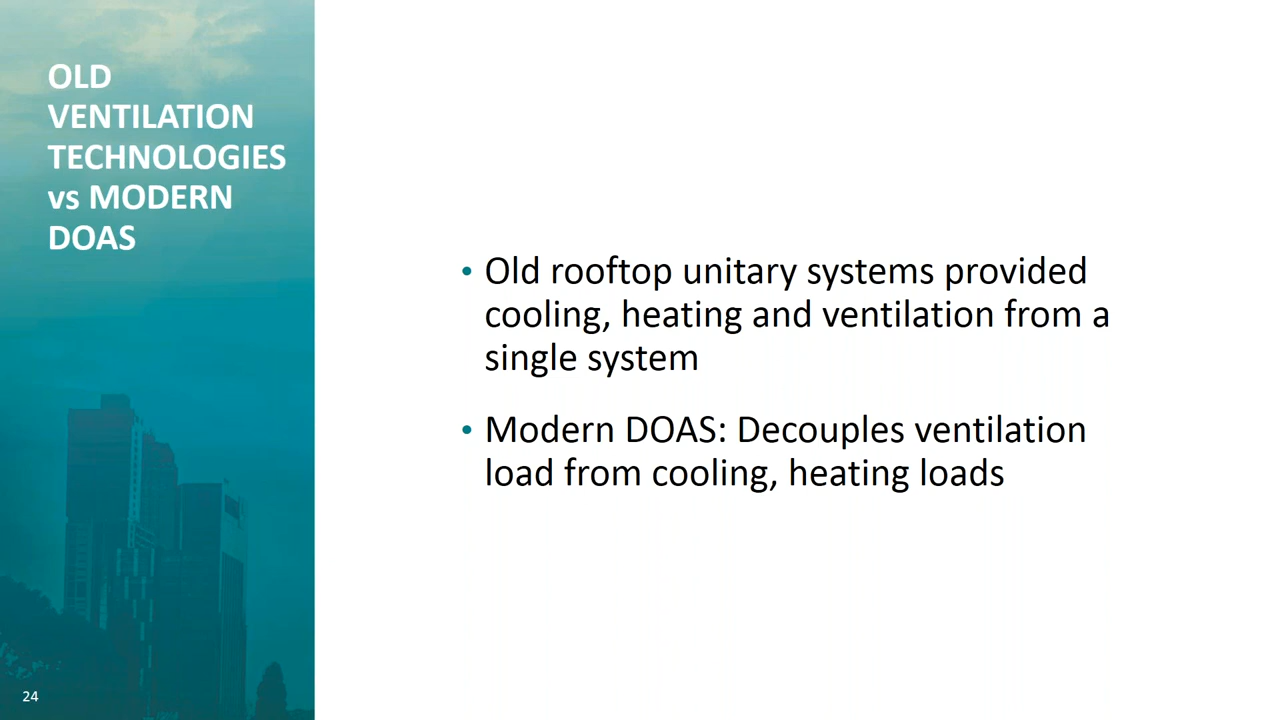 OLD
VENTILATION
TECHNOLOGIES
vs MODERN
DOAS
• Old rooftop unitary systems provided
cooling, heating and ventilation from a
single system
• Modern DOAS: Decouples ventilation
load from cooling, heating loads
24